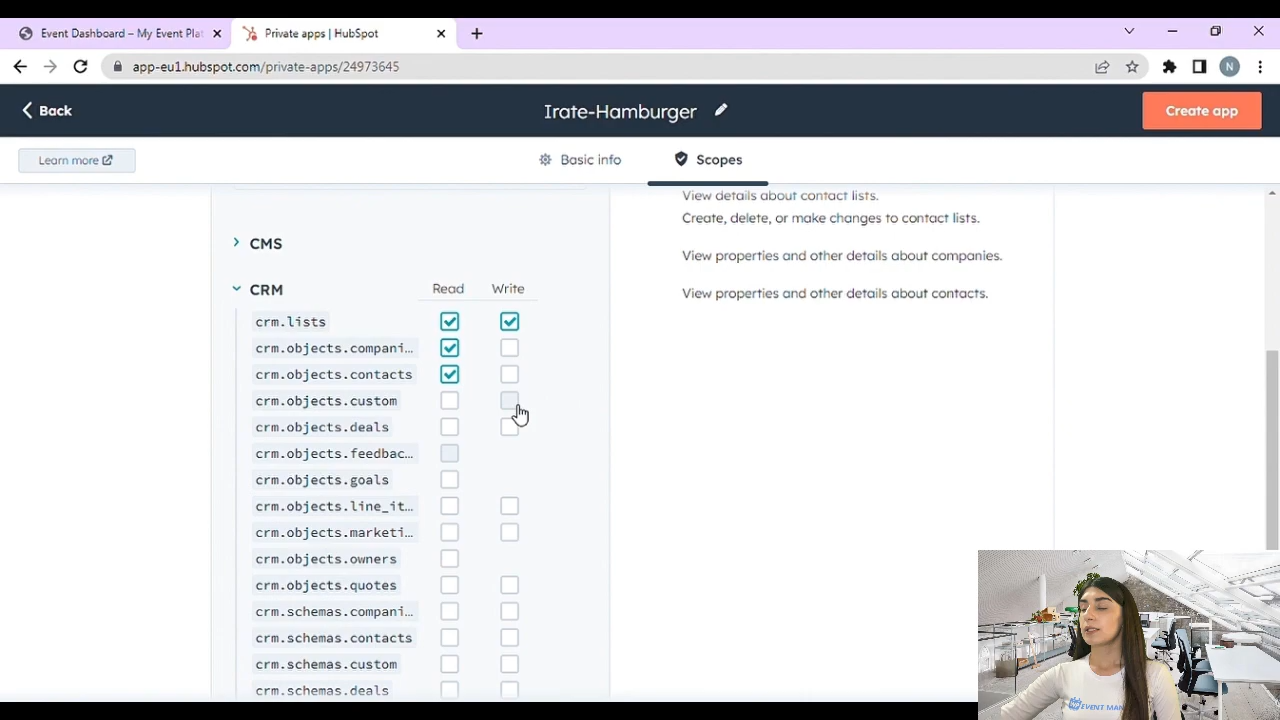 Event Dashboard – My Event Plat
Private apps | HubSpot
app-eu1.hubspot.com/private-apps/24973645
N
Back
Irate-Hamburger
Create app
Learn more
Basic info
Scopes
View details about contact lists.
Create, delete, or make changes to contact lists.
View properties and other details about companies.
View properties and other details about contacts.
CMS
CRM Read Write
crm.lists
crm.objects.compani...
crm.objects.contacts
crm.objects.custom
crm.objects.deals
crm.objects.feedbac...
crm.objects.goals
crm.objects.line_it...
crm.objects.marketi...
crm.objects.owners
crm.objects.quotes
crm.schemas.compani...
crm.schemas.contacts
crm.schemas.custom
crm.schemas.deals
EVENT MAN